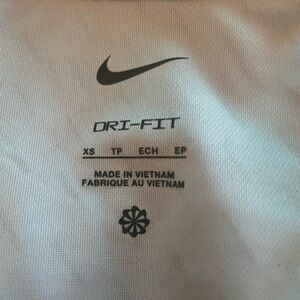 DRI-FIT
XS TP ECH EP
MADE IN VIETNAM
FABRIQUE AU VIETNAM